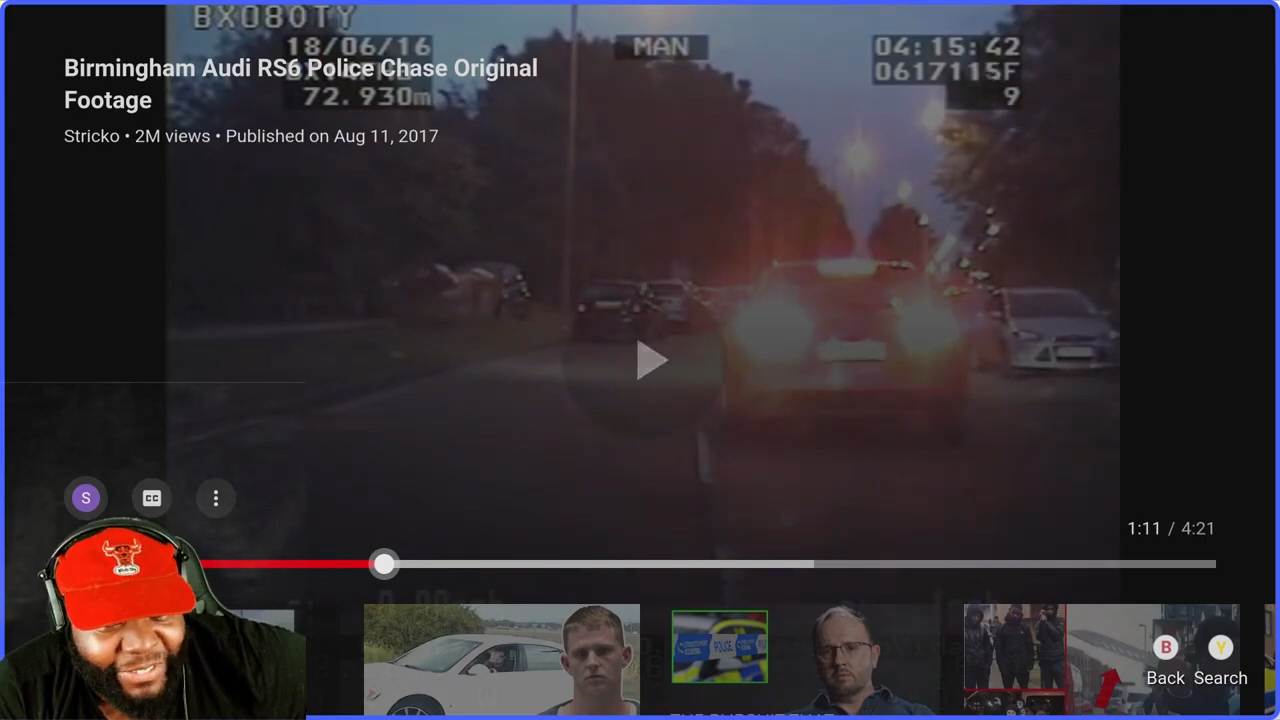 BX08OTY
18/06/16
MAN
04:15:42
Birmingham Audi RS6 Police Chase Original
Footage
0617115F
72.930m
9
Stricko • 2M views • Published on Aug 11, 2017
S
CC
1:11 / 4:21
POLICE
B
Y
Back
Search